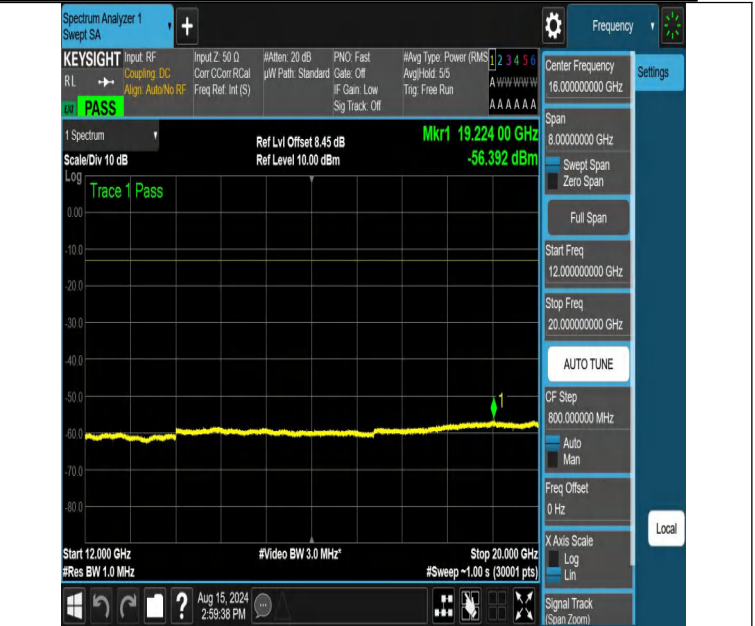 Spectrum Analyzer 1
Swept SA
Frequency
KEYSIGHT
RL
PASS
Input: RF
Coupling: DC
Align: Auto/No RF
Input Z: 50 Ω
Corr CCorr RCal
Freq Ref: Int (S)
#Atten: 20 dB
µW Path: Standard
PNO: Fast
Gate: Off
IF Gain: Low
Sig Track: Off
#Avg Type: Power (RMS
Avg|Hold: 5/5
Trig: Free Run
1 2 3 4 5 6
A W W W W W
A A A A A A
1 Spectrum
Scale/Div 10 dB
Log
Ref Lvl Offset 8.45 dB
Ref Level 10.00 dBm
Mkr1 19.224 00 GHz
-56.392 dBm
Trace 1 Pass
0.00
-10.0
-20.0
-30.0
-40.0
-50.0
-60.0
-70.0
-80.0
1
Start 12.000 GHz
#Res BW 1.0 MHz
#Video BW 3.0 MHz*
Stop 20.000 GHz
#Sweep ~1.00 s (30001 pts)
Aug 15, 2024
2:59:38 PM
Center Frequency
16.000000000 GHz
Settings
Span
8.00000000 GHz
Swept Span
Zero Span
Full Span
Start Freq
12.000000000 GHz
Stop Freq
20.000000000 GHz
AUTO TUNE
CF Step
800.000000 MHz
Auto
Man
Freq Offset
0 Hz
X Axis Scale
Log
Lin
Local
Signal Track
(Span Zoom)